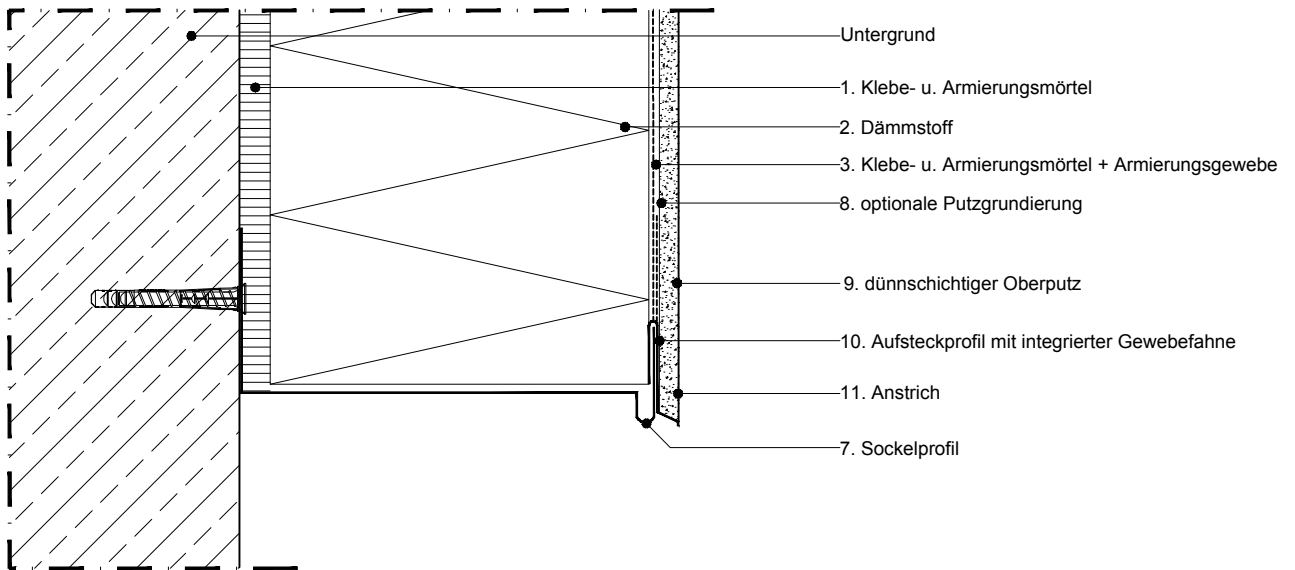 Untergrund
1. Klebe- u. Armierungsmörtel
2. Dämmstoff
3. Klebe- u. Armierungsmörtel + Armierungsgewebe
8. optionale Putzgrundierung
9. dünnschichtiger Oberputz
10. Aufsteckprofil mit integrierter Gewebefahne
11. Anstrich
7. Sockelprofil